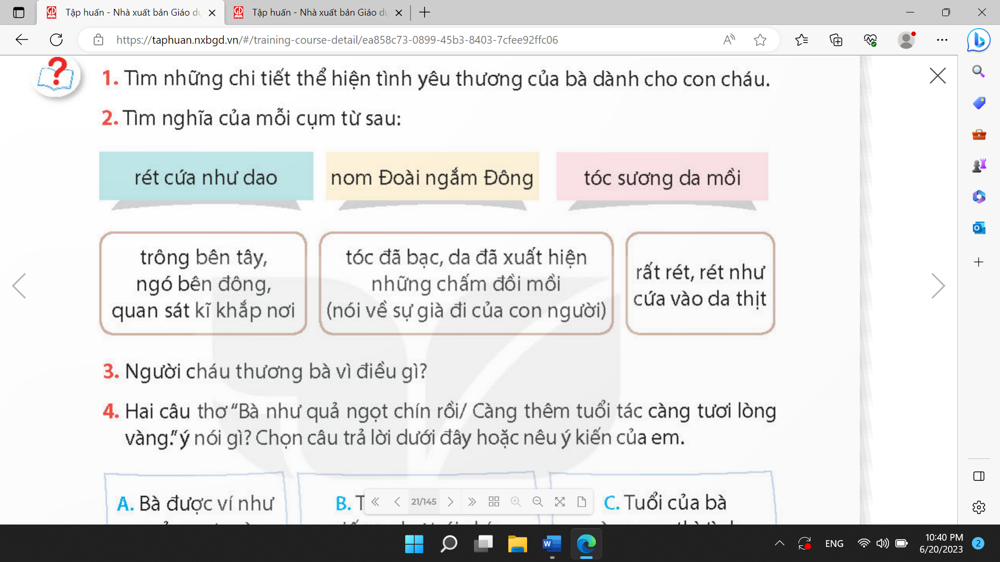 Tập huấn - Nhà xuất bản Giáo dụ
Tập huấn - Nhà xuất bản Giáo dụ
https://taphuan.nxbgd.vn/#/training-course-detail/ea858c73-0899-45b3-8403-7cfee92ffc06
1. Tìm những chi tiết thể hiện tình yêu thương của bà dành cho con cháu.
2. Tìm nghĩa của mỗi cụm từ sau:
rét cứa như dao
nom Đoài ngắm Đông
tóc sương da mồi
trông bên tây,
ngó bên đông,
quan sát kĩ khắp nơi
tóc đã bạc, da đã xuất hiện
những chấm đồi mồi
(nói về sự già đi của con người)
rất rét, rét như
cứa vào da thịt
3. Người cháu thương bà vì điều gì?
4. Hai câu thơ “Bà như quả ngọt chín rồi/ Càng thêm tuổi tác càng tươi lòng
vàng.” ý nói gì? Chọn câu trả lời dưới đây hoặc nêu ý kiến của em.
A. Bà được ví như
B. T
C. Tuổi của bà
21/145
ENG
10:40 PM
6/20/2023
2